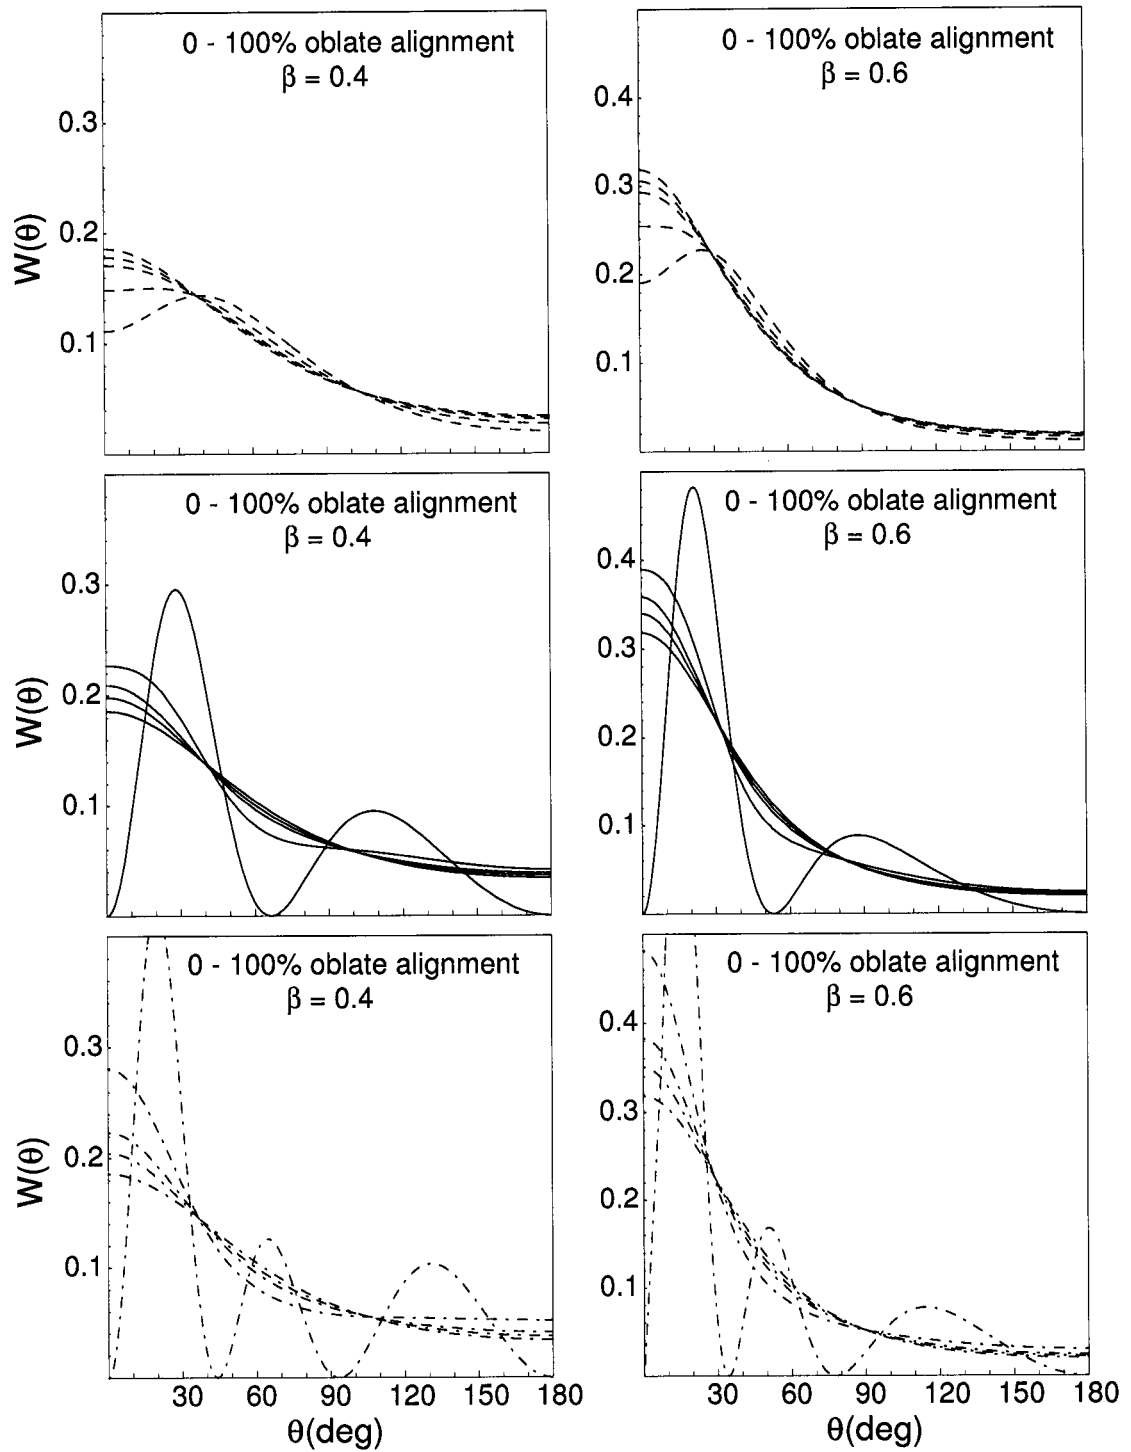 0 - 100% oblate alignment
β = 0.4
0.3
0.2
0.1
W(θ)
0 - 100% oblate alignment
β = 0.6
0.4
0.3
0.2
0.1
0 - 100% oblate alignment
β = 0.4
0.3
0.2
0.1
W(θ)
0 - 100% oblate alignment
β = 0.6
0.4
0.3
0.2
0.1
0 - 100% oblate alignment
β = 0.4
0.3
0.2
0.1
W(θ)
30 60 90 120 150 180
θ(deg)
0 - 100% oblate alignment
β = 0.6
0.4
0.3
0.2
0.1
30 60 90 120 150 180
θ(deg)